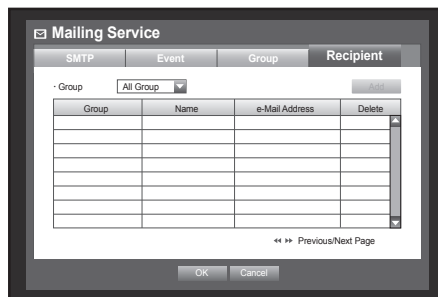 Mailing Service
SMTP Event Group Recipient
· Group All Group Add
Group Name e-Mail Address Delete
Previous/Next Page
OK Cancel